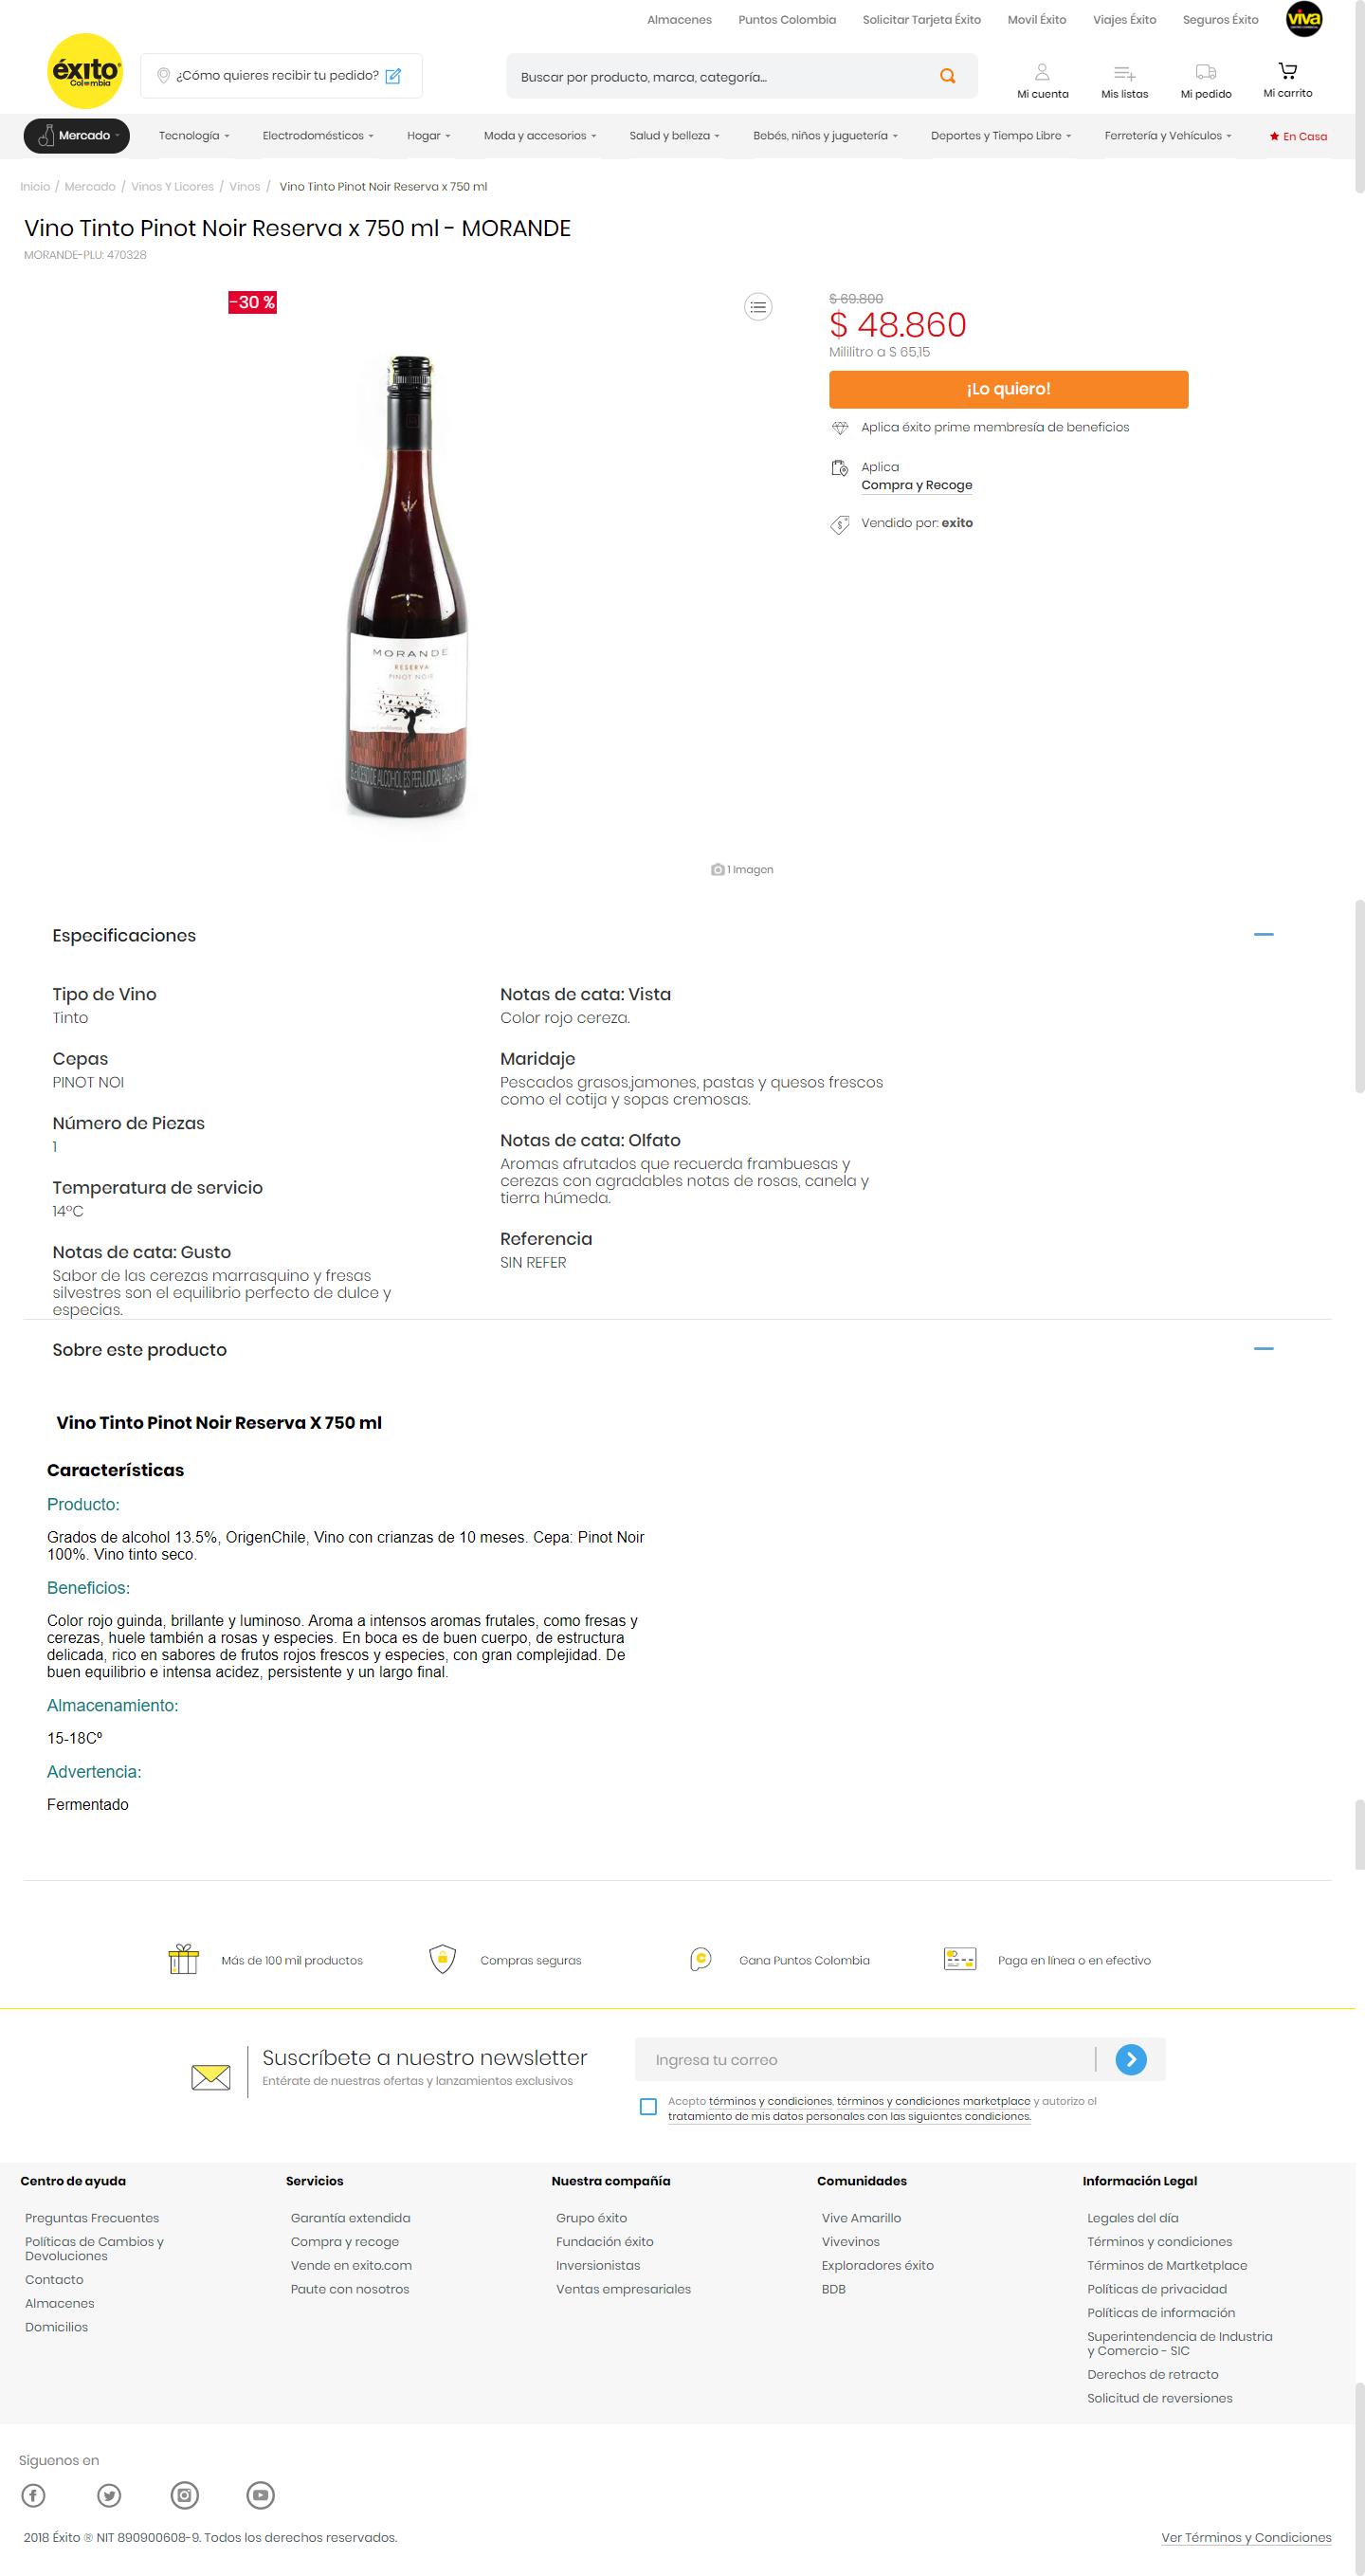 Almacenes Puntos Colombia Solicitar Tarjeta Éxito Movil Éxito Viajes Éxito Seguros Éxito viva
éxito
Colombia
¿Cómo quieres recibir tu pedido?
Buscar por producto, marca, categoría...
Mi cuenta Mis listas Mi pedido Mi carrito
Mercado Tecnología Electrodomésticos Hogar Moda y accesorios Salud y belleza Bebés, niños y juguetería Deportes y Tiempo Libre Ferretería y Vehículos En Casa
Inicio / Mercado / Vinos Y Licores / Vinos / Vino Tinto Pinot Noir Reserva x 750 ml
Vino Tinto Pinot Noir Reserva x 750 ml - MORANDE
MORANDE-PLU: 470328
-30 %
MORANDE
RESERVA
PINOT NOIR
EL EXCESO DE ALCOHOL ES PERJUDICIAL PARA LA
1 Imagen
$ 69.800
$ 48.860
Mililitro a $ 65,15
¡Lo quiero!
Aplica éxito prime membresía de beneficios
Aplica
Compra y Recoge
Vendido por: exito
Especificaciones
Tipo de Vino
Tinto
Cepas
PINOT NOI
Número de Piezas
1
Temperatura de servicio
14°C
Notas de cata: Gusto
Sabor de las cerezas marrasquino y fresas
silvestres son el equilibrio perfecto de dulce y
especias.
Notas de cata: Vista
Color rojo cereza.
Maridaje
Pescados grasos,jamones, pastas y quesos frescos
como el cotija y sopas cremosas.
Notas de cata: Olfato
Aromas afrutados que recuerda frambuesas y
cerezas con agradables notas de rosas, canela y
tierra húmeda.
Referencia
SIN REFER
Sobre este producto
Vino Tinto Pinot Noir Reserva X 750 ml
Características
Producto:
Grados de alcohol 13.5%, OrigenChile, Vino con crianzas de 10 meses. Cepa: Pinot Noir
100%. Vino tinto seco.
Beneficios:
Color rojo guinda, brillante y luminoso. Aroma a intensos aromas frutales, como fresas y
cerezas, huele también a rosas y especies. En boca es de buen cuerpo, de estructura
delicada, rico en sabores de frutos rojos frescos y especies, con gran complejidad. De
buen equilibrio e intensa acidez, persistente y un largo final.
Almacenamiento:
15-18Cº
Advertencia:
Fermentado
Más de 100 mil productos Compras seguras Gana Puntos Colombia Paga en línea o en efectivo
Suscríbete a nuestro newsletter
Entérate de nuestras ofertas y lanzamientos exclusivos
Ingresa tu correo
Acepto términos y condiciones, términos y condiciones marketplace y autorizo el
tratamiento de mis datos personales con las siguientes condiciones.
Centro de ayuda
Preguntas Frecuentes
Políticas de Cambios y
Devoluciones
Contacto
Almacenes
Domicilios
Servicios
Garantía extendida
Compra y recoge
Vende en exito.com
Paute con nosotros
Nuestra compañía
Grupo éxito
Fundación éxito
Inversionistas
Ventas empresariales
Comunidades
Vive Amarillo
Vivevinos
Exploradores éxito
BDB
Información Legal
Legales del día
Términos y condiciones
Términos de Martketplace
Políticas de privacidad
Políticas de información
Superintendencia de Industria
y Comercio - SIC
Derechos de retracto
Solicitud de reversiones
Siguenos en
2018 Éxito ® NIT 890900608-9. Todos los derechos reservados.
Ver Términos y Condiciones